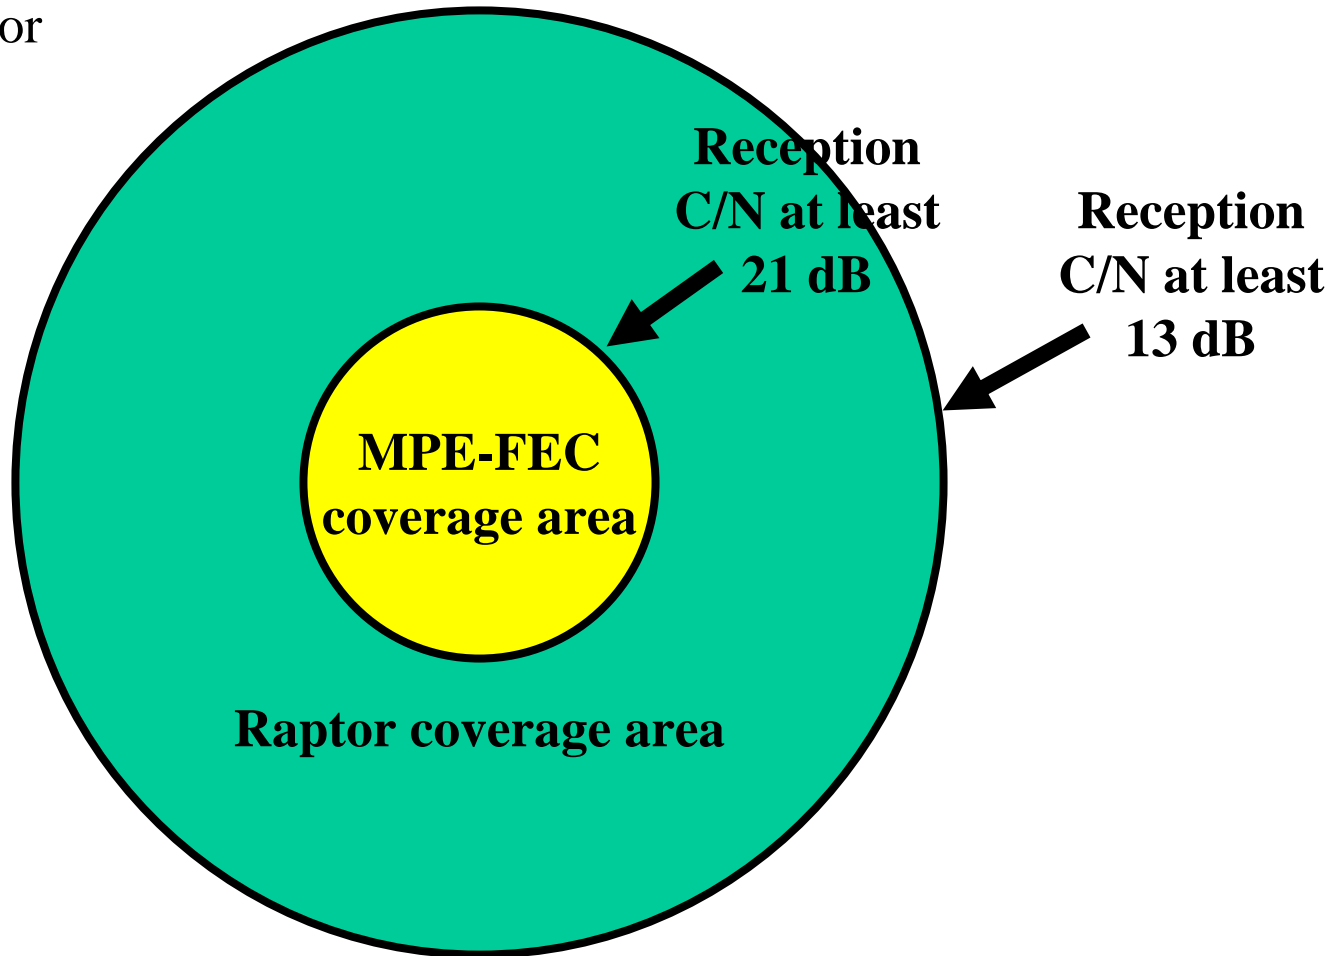 or
Reception
C/N at least
21 dB
Reception
C/N at least
13 dB
MPE-FEC
coverage area
Raptor coverage area